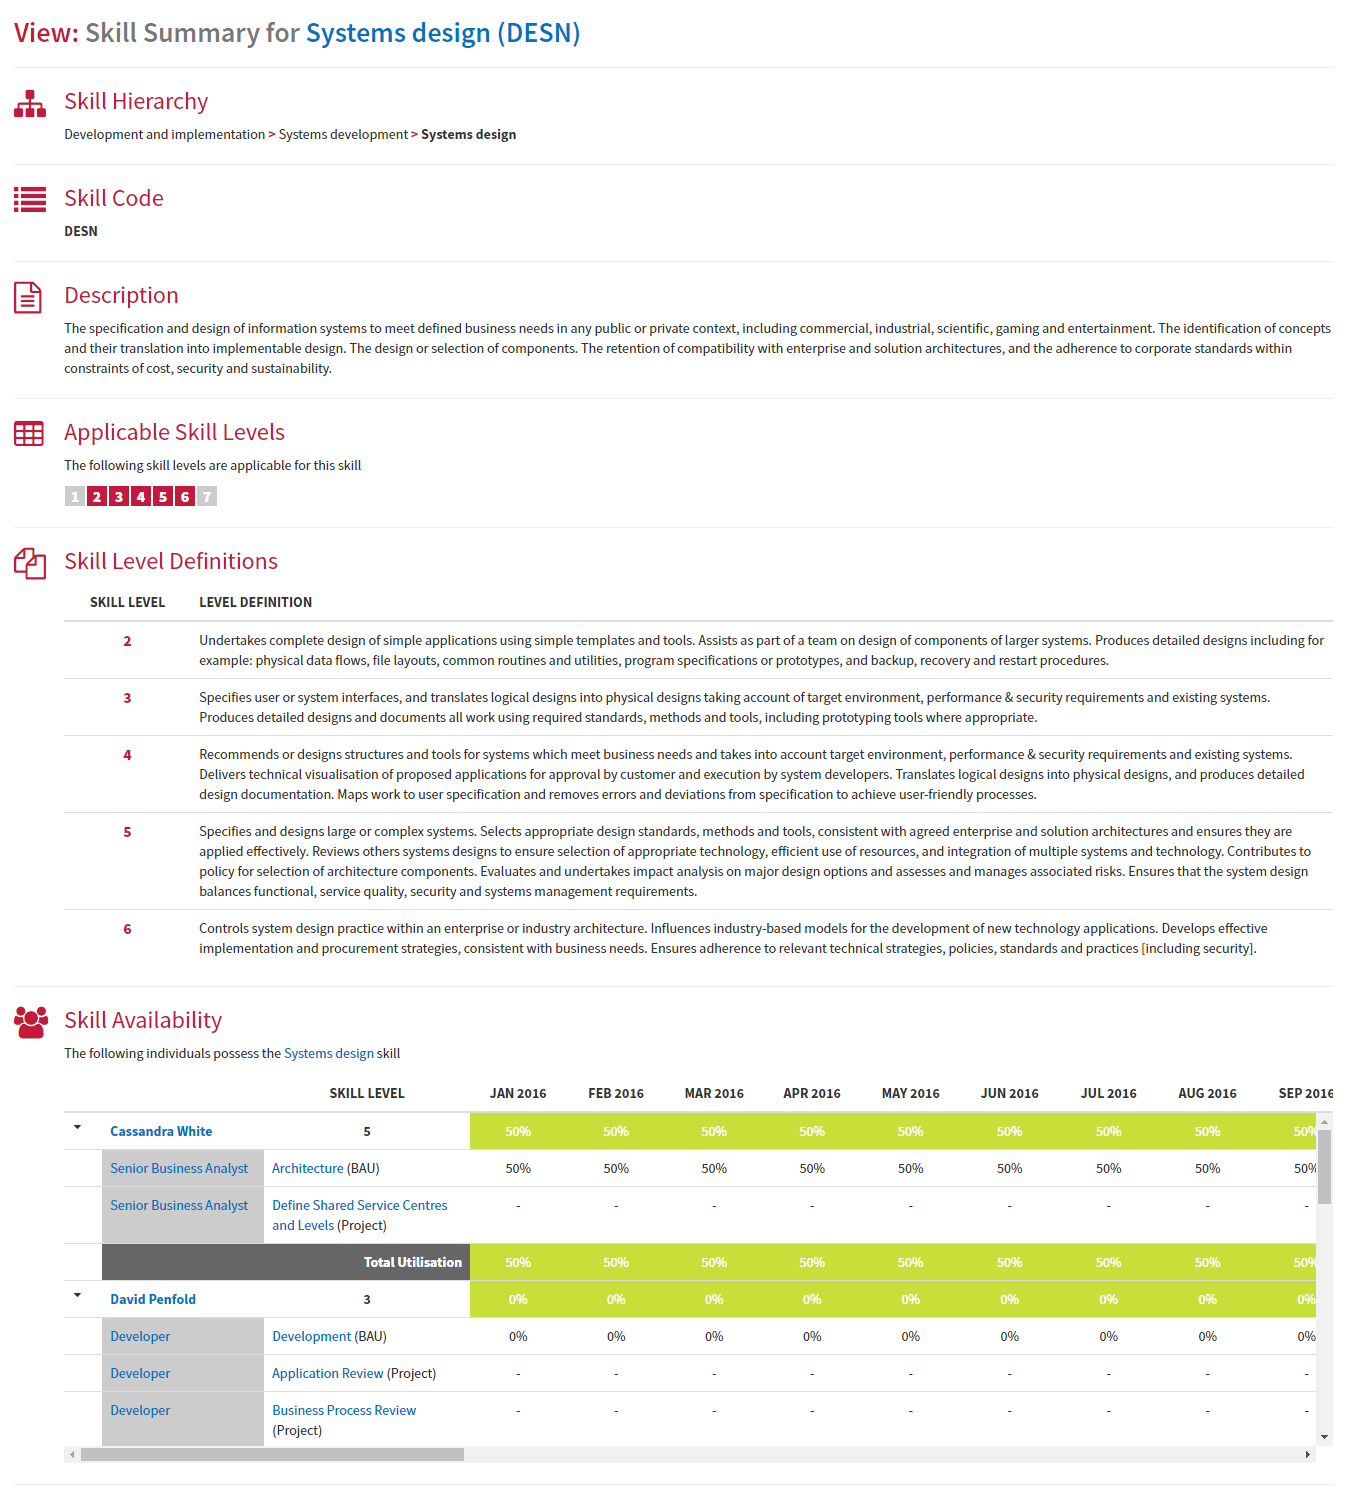 View: Skill Summary for Systems design (DESN)
Skill Hierarchy
Development and implementation > Systems development > Systems design
Skill Code
DESN
Description
The specification and design of information systems to meet defined business needs in any public or private context, including commercial, industrial, scientific, gaming and entertainment. The identification of concepts
and their translation into implementable design. The design or selection of components. The retention of compatibility with enterprise and solution architectures, and the adherence to corporate standards within
constraints of cost, security and sustainability.
Applicable Skill Levels
The following skill levels are applicable for this skill
1 2 3 4 5 6 7
Skill Level Definitions
SKILL LEVEL LEVEL DEFINITION
2 Undertakes complete design of simple applications using simple templates and tools. Assists as part of a team on design of components of larger systems. Produces detailed designs including for
example: physical data flows, file layouts, common routines and utilities, program specifications or prototypes, and backup, recovery and restart procedures.
3 Specifies user or system interfaces, and translates logical designs into physical designs taking account of target environment, performance & security requirements and existing systems.
Produces detailed designs and documents all work using required standards, methods and tools, including prototyping tools where appropriate.
4 Recommends or designs structures and tools for systems which meet business needs and takes into account target environment, performance & security requirements and existing systems.
Delivers technical visualisation of proposed applications for approval by customer and execution by system developers. Translates logical designs into physical designs, and produces detailed
design documentation. Maps work to user specification and removes errors and deviations from specification to achieve user-friendly processes.
5 Specifies and designs large or complex systems. Selects appropriate design standards, methods and tools, consistent with agreed enterprise and solution architectures and ensures they are
applied effectively. Reviews others systems designs to ensure selection of appropriate technology, efficient use of resources, and integration of multiple systems and technology. Contributes to
policy for selection of architecture components. Evaluates and undertakes impact analysis on major design options and assesses and manages associated risks. Ensures that the system design
balances functional, service quality, security and systems management requirements.
6 Controls system design practice within an enterprise or industry architecture. Influences industry-based models for the development of new technology applications. Develops effective
implementation and procurement strategies, consistent with business needs. Ensures adherence to relevant technical strategies, policies, standards and practices [including security].
Skill Availability
The following individuals possess the Systems design skill
SKILL LEVEL JAN 2016 FEB 2016 MAR 2016 APR 2016 MAY 2016 JUN 2016 JUL 2016 AUG 2016 SEP 2016
Cassandra White 5 50% 50% 50% 50% 50% 50% 50% 50% 50%
Senior Business Analyst Architecture (BAU) 50% 50% 50% 50% 50% 50% 50% 50% 50%
Senior Business Analyst Define Shared Service Centres - - - - - - - - -
and Levels (Project)
Total Utilisation 50% 50% 50% 50% 50% 50% 50% 50% 50%
David Penfold 3 0% 0% 0% 0% 0% 0% 0% 0% 0%
Developer Development (BAU) 0% 0% 0% 0% 0% 0% 0% 0% 0%
Developer Application Review (Project) - - - - - - - - -
Developer Business Process Review - - - - - - - - -
(Project)